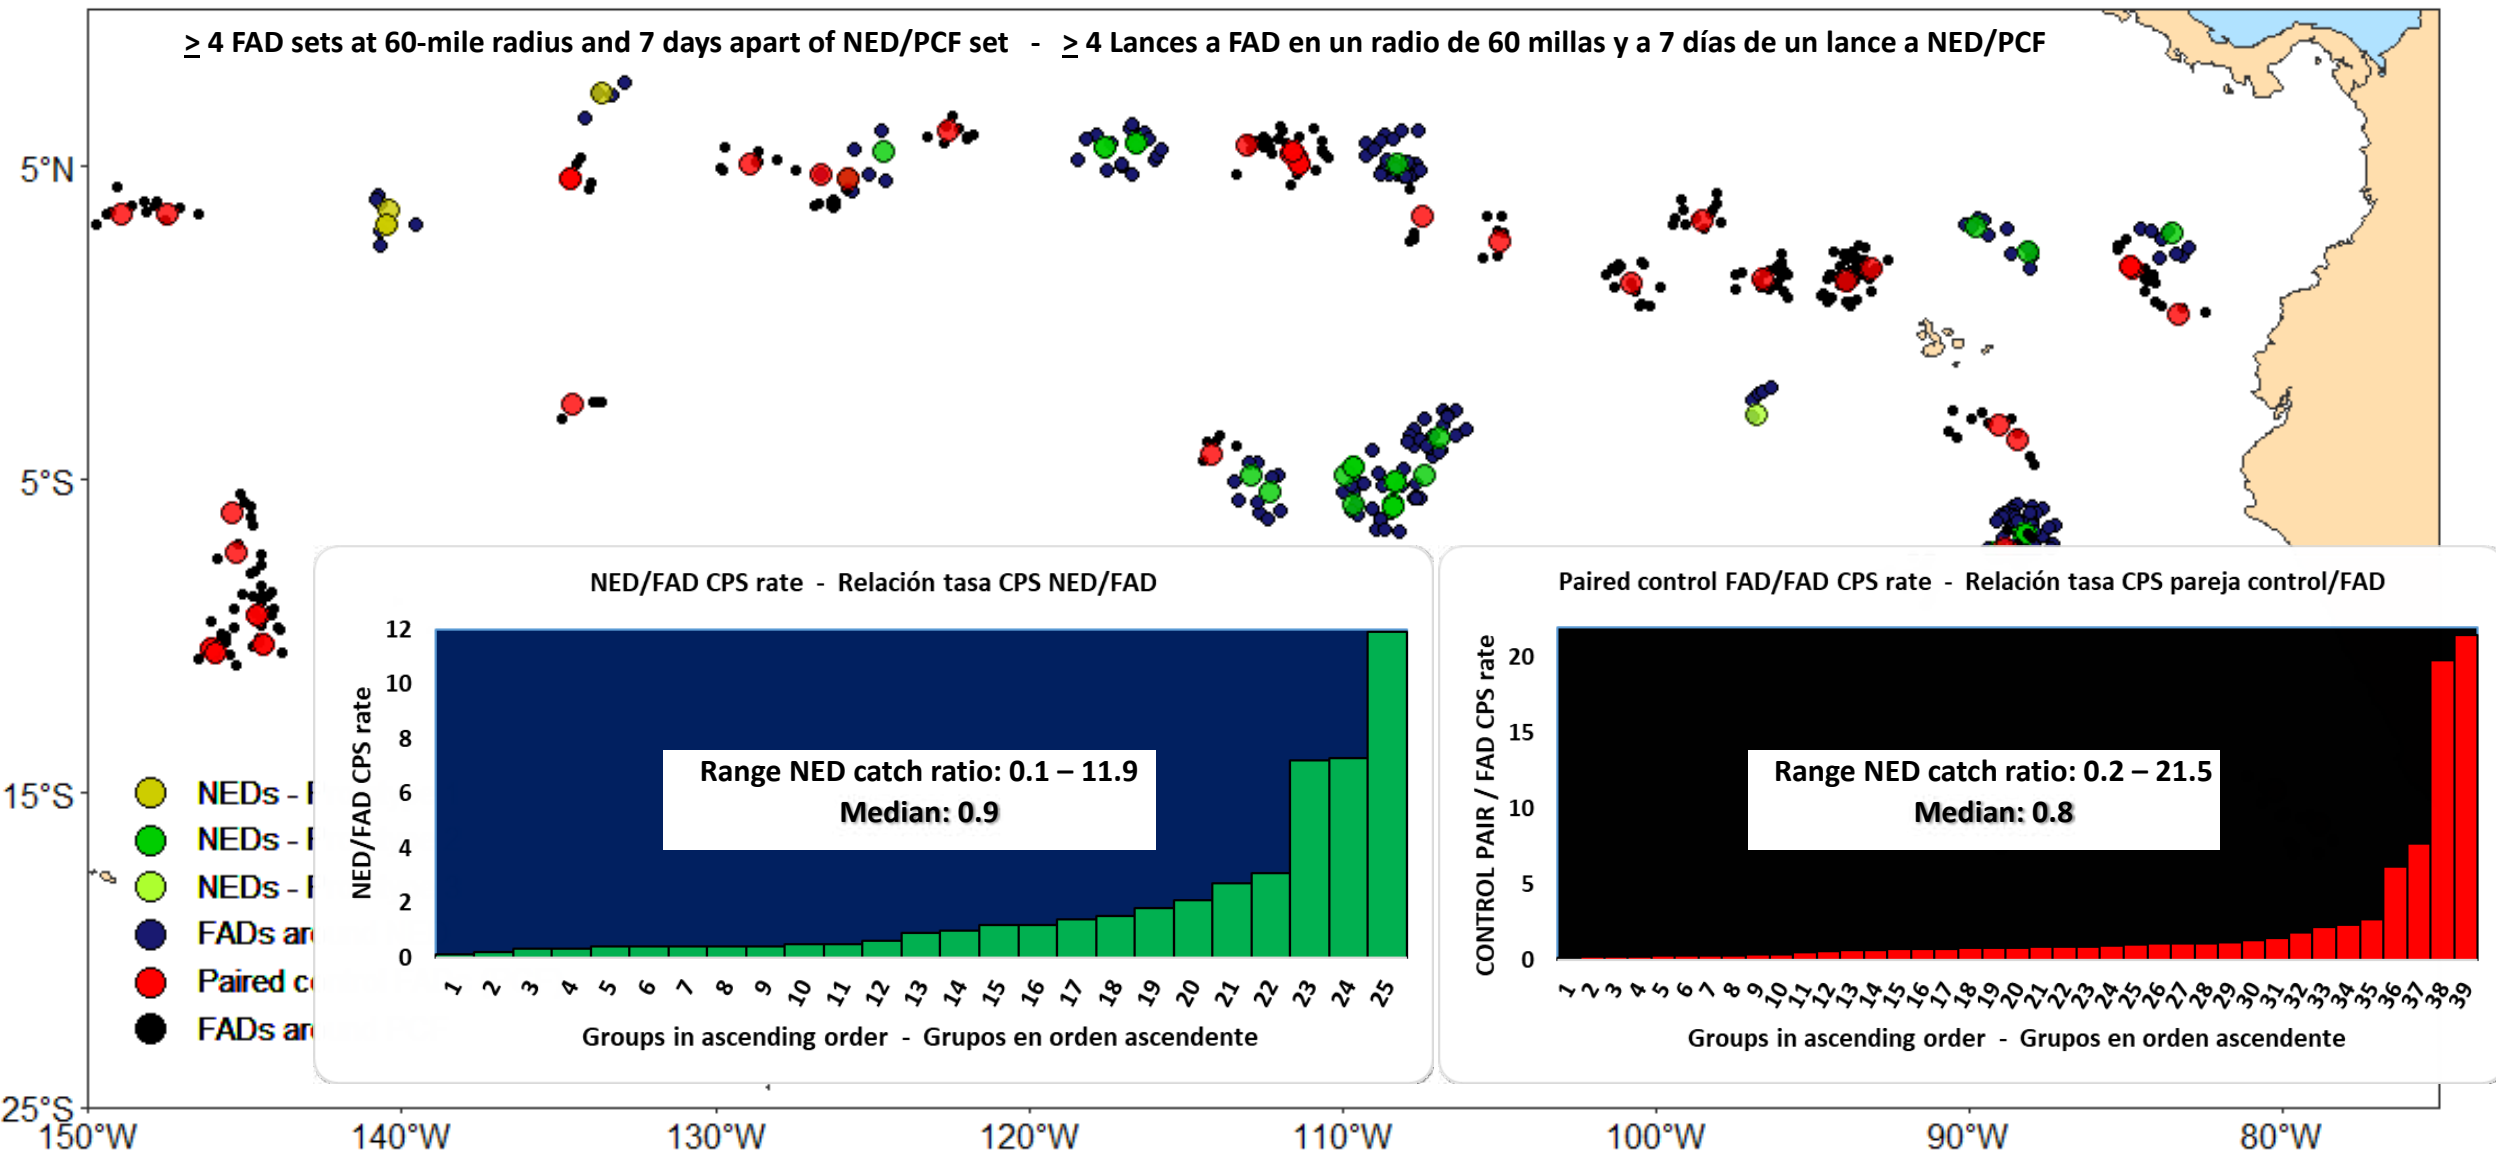 ≥ 4 FAD sets at 60-mile radius and 7 days apart of NED/PCF set - ≥ 4 Lances a FAD en un radio de 60 millas y a 7 días de un lance a NED/PCF
5°N
5°S
15°S
25°S
150°W 140°W 130°W 120°W 110°W 100°W 90°W 80°W
NEDs -
NEDs -
NEDs -
FADs
Paired
FADs
NED/FAD CPS rate - Relación tasa CPS NED/FAD
NED/FAD CPS rate
12
10
8
6
4
2
0
Range NED catch ratio: 0.1 – 11.9
Median: 0.9
1 2 3 4 5 6 7 8 9 10 11 12 13 14 15 16 17 18 19 20 21 22 23 24 25
Groups in ascending order - Grupos en orden ascendente
Paired control FAD/FAD CPS rate - Relación tasa CPS pareja control/FAD
CONTROL PAIR / FAD CPS rate
20
15
10
5
0
Range NED catch ratio: 0.2 – 21.5
Median: 0.8
1 2 3 4 5 6 7 8 9 10 11 12 13 14 15 16 17 18 19 20 21 22 23 24 25 26 27 28 29 30 31 32 33 34 35 36 37 38 39
Groups in ascending order - Grupos en orden ascendente